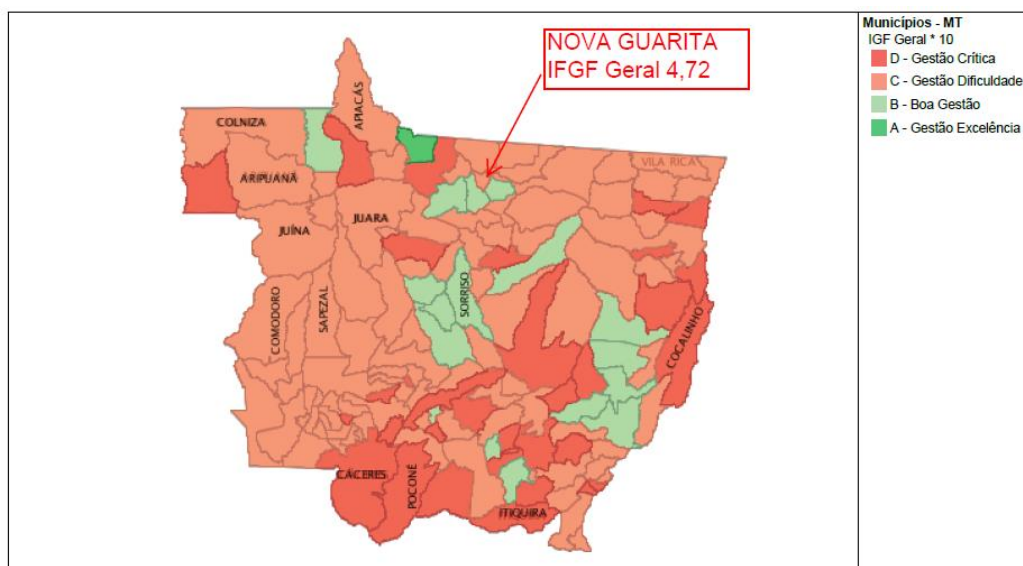 NOVA GUARITA
IFGF Geral 4,72
Municípios - MT
IGF Geral * 10
D - Gestão Crítica
C - Gestão Dificuldade
B - Boa Gestão
A - Gestão Excelência
APIACÁS
COLNIZA
VILA RICA
ARIPUANÃ
JUARA
JUÍNA
SORRISO
SAPEZAL
COMODORO
COCALINHO
CÁCERES
POCONÉ
ITIQUIRA